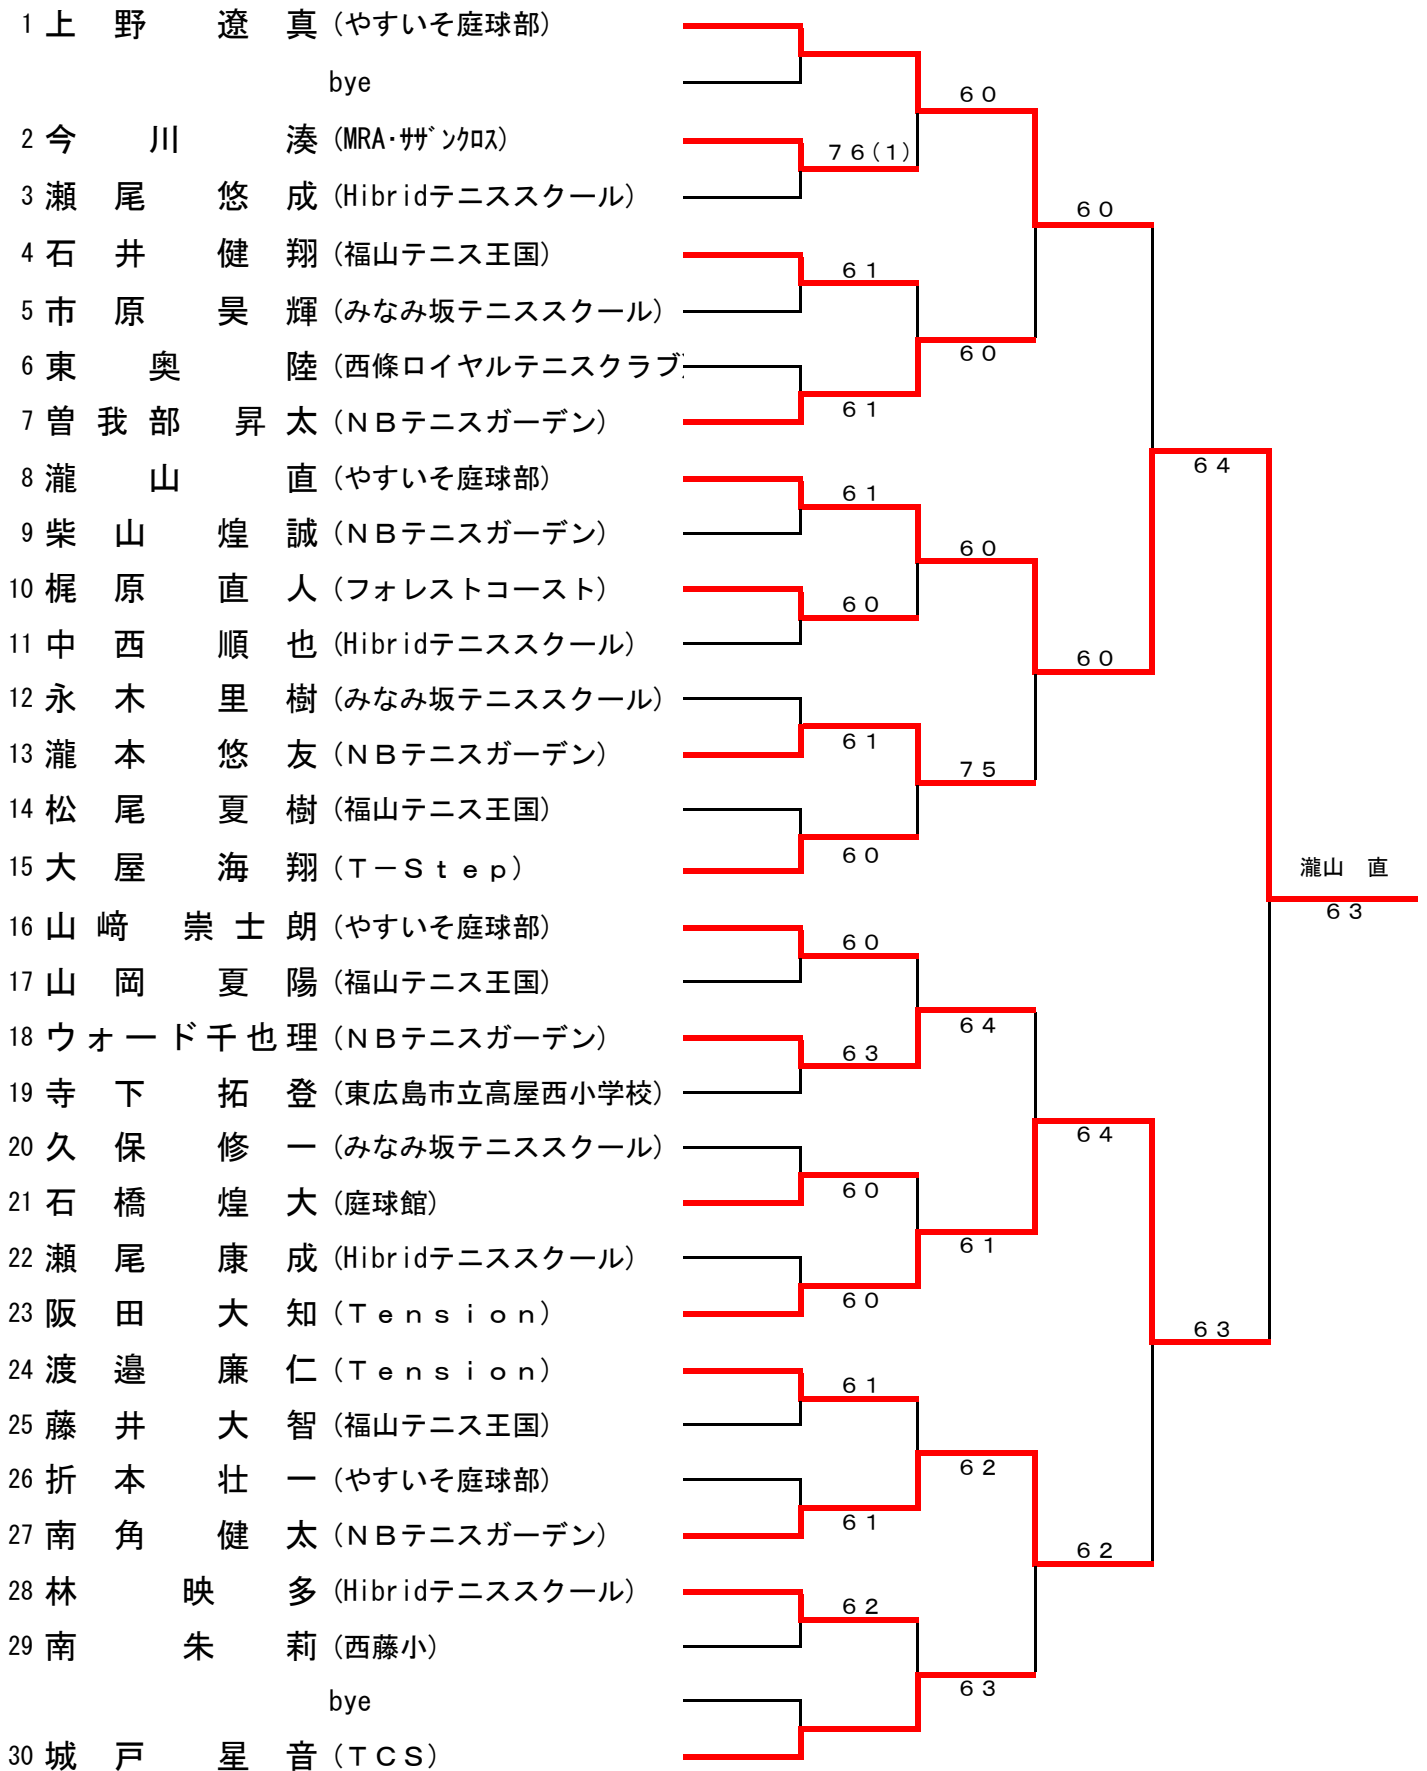 1 上野 遼真 (やすいそ庭球部)
bye
2 今川 湊 (MRA･ｻｻﾞﾝｸﾛｽ)
3 瀬尾 悠成 (Hibridテニススクール)
4 石井 健翔 (福山テニス王国)
5 市原 昊輝 (みなみ坂テニススクール)
6 東奥 陸 (西條ロイヤルテニスクラブ)
7 曽我部 昇太 (ＮＢテニスガーデン)
8 瀧山 直 (やすいそ庭球部)
9 柴山 煌誠 (ＮＢテニスガーデン)
10 梶原 直人 (フォレストコースト)
11 中西 順也 (Hibridテニススクール)
12 永木 里樹 (みなみ坂テニススクール)
13 瀧本 悠友 (ＮＢテニスガーデン)
14 松尾 夏樹 (福山テニス王国)
15 大屋 海翔 (Ｔ－Ｓｔｅｐ)
16 山﨑 崇士朗 (やすいそ庭球部)
17 山岡 夏陽 (福山テニス王国)
18 ウォード千也理 (ＮＢテニスガーデン)
19 寺下 拓登 (東広島市立高屋西小学校)
20 久保 修一 (みなみ坂テニススクール)
21 石橋 煌大 (庭球館)
22 瀬尾 康成 (Hibridテニススクール)
23 阪田 大知 (Ｔｅｎｓｉｏｎ)
24 渡邉 廉仁 (Ｔｅｎｓｉｏｎ)
25 藤井 大智 (福山テニス王国)
26 折本 壮一 (やすいそ庭球部)
27 南角 健太 (ＮＢテニスガーデン)
28 林 映多 (Hibridテニススクール)
29 南 朱莉 (西藤小)
bye
30 城戸 星音 (ＴＣＳ)
７６(１)
６１
６１
６１
６０
６１
６０
６０
６３
６０
６０
６１
６１
６２
６０
６０
６０
７５
６４
６１
６２
６３
６０
６０
６４
６２
６４
６３
瀧山 直
６３